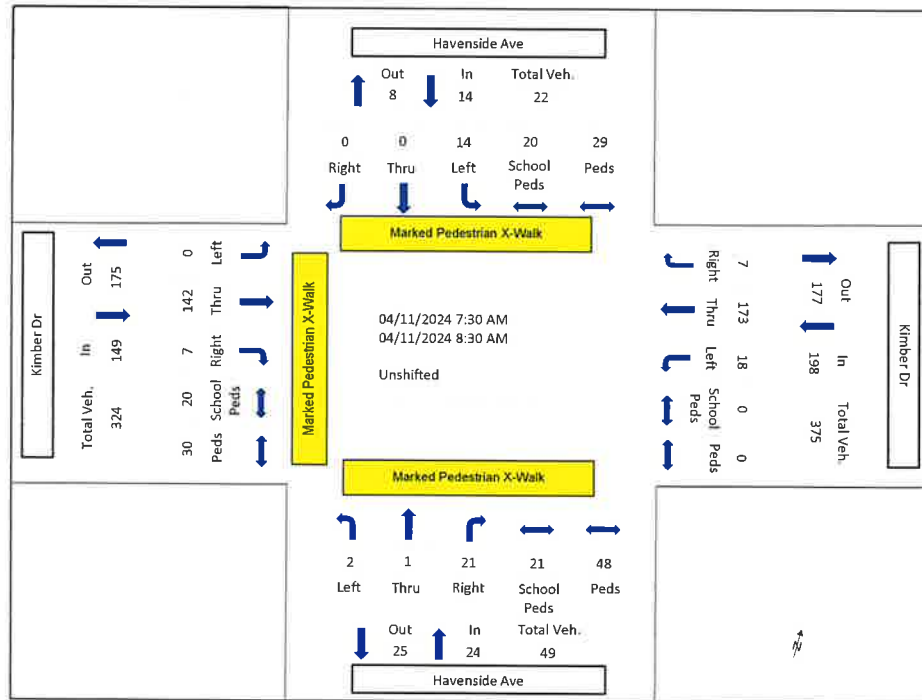 Havenside Ave
Out In Total Veh.
8 14 22
0 0 14 20 29
Right Thru Left School Peds
Peds
Marked Pedestrian X-Walk
Kimber Dr
Out In Total Veh.
175 149 324
0 142 7 20 30
Left Thru Right School Peds
Peds
Marked Pedestrian X-Walk
04/11/2024 7:30 AM
04/11/2024 8:30 AM
Unshifted
Right Thru Left School Peds
Peds
7 173 18 0 0
Out In Total Veh.
177 198 375
Kimber Dr
Marked Pedestrian X-Walk
2 1 21 21 48
Left Thru Right School Peds
Peds
Out In Total Veh.
25 24 49
Havenside Ave
N